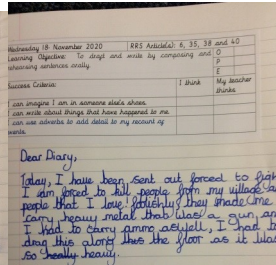 Wednesday 18 November 2020
RRS Article(s): 6, 35, 38 and 40
Learning Objective: To draft and write by composing and rehearsing sentences orally.
O
P
E
Success Criteria:
I think
My teacher thinks
I can imagine I am in someone else's shoes.
I can write about things that have happened to me.
I can use adverbs to add detail to my recount of events.
Dear Diary,
Today, I have been sent out forced to
I am forced to kill people from my village
people that I love! foolishly they made me
carry heavy metal that was a gun, an
I had to carry ammo aswell, I had to
drag this along the floor as it was
so really heavy.